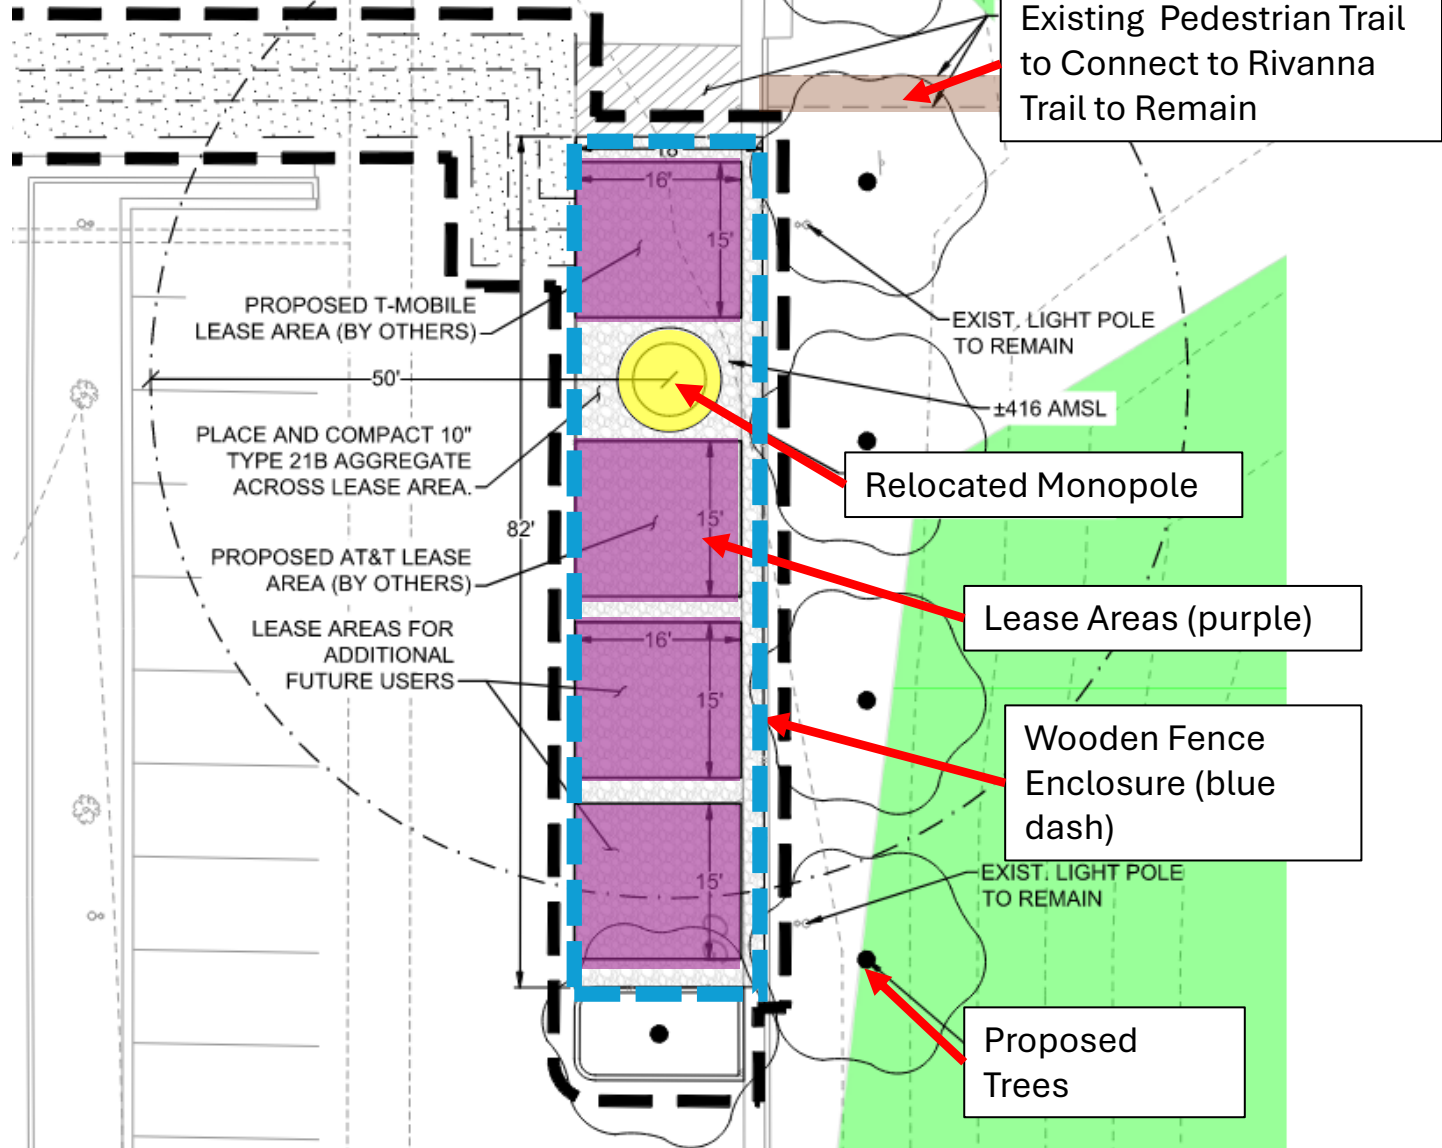 Existing  Pedestrian Trail
to Connect to Rivanna
Trail to Remain
16'
15'
PROPOSED T-MOBILE
LEASE AREA (BY OTHERS)
EXIST. LIGHT POLE
TO REMAIN
50'
±416 AMSL
PLACE AND COMPACT 10"
TYPE 21B AGGREGATE
ACROSS LEASE AREA.
Relocated Monopole
82'
15'
PROPOSED AT&T LEASE
AREA (BY OTHERS)
Lease Areas (purple)
LEASE AREAS FOR
ADDITIONAL
FUTURE USERS
16'
15'
Wooden Fence
Enclosure (blue
dash)
15'
EXIST. LIGHT POLE
TO REMAIN
Proposed
Trees